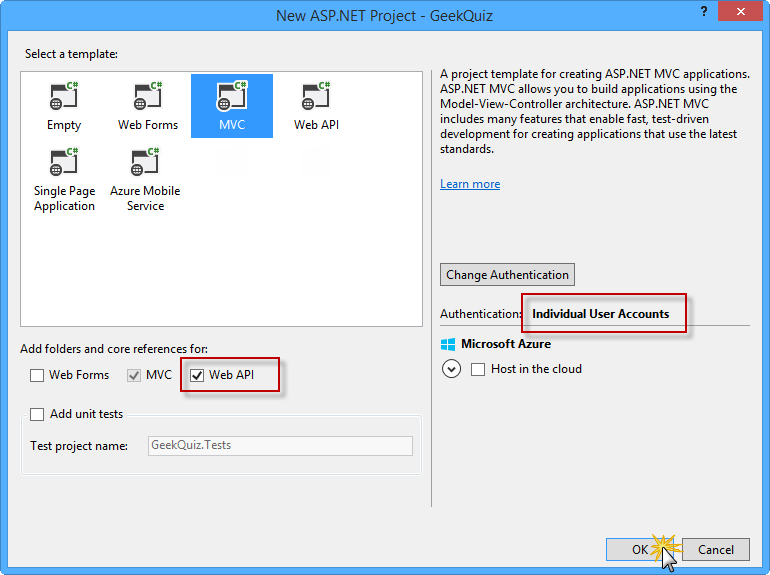 New ASP.NET Project - GeekQuiz
?
Select a template:
C#
Empty
C#
Web Forms
C#
MVC
C#
Web API
C#
Single Page
Application
C#
Azure Mobile
Service
A project template for creating ASP.NET MVC applications.
ASP.NET MVC allows you to build applications using the
Model-View-Controller architecture. ASP.NET MVC
includes many features that enable fast, test-driven
development for creating applications that use the latest
standards.
Learn more
Change Authentication
Authentication: Individual User Accounts
Microsoft Azure
Host in the cloud
Add folders and core references for:
Web Forms MVC Web API
Add unit tests
Test project name: GeekQuiz.Tests
OK Cancel